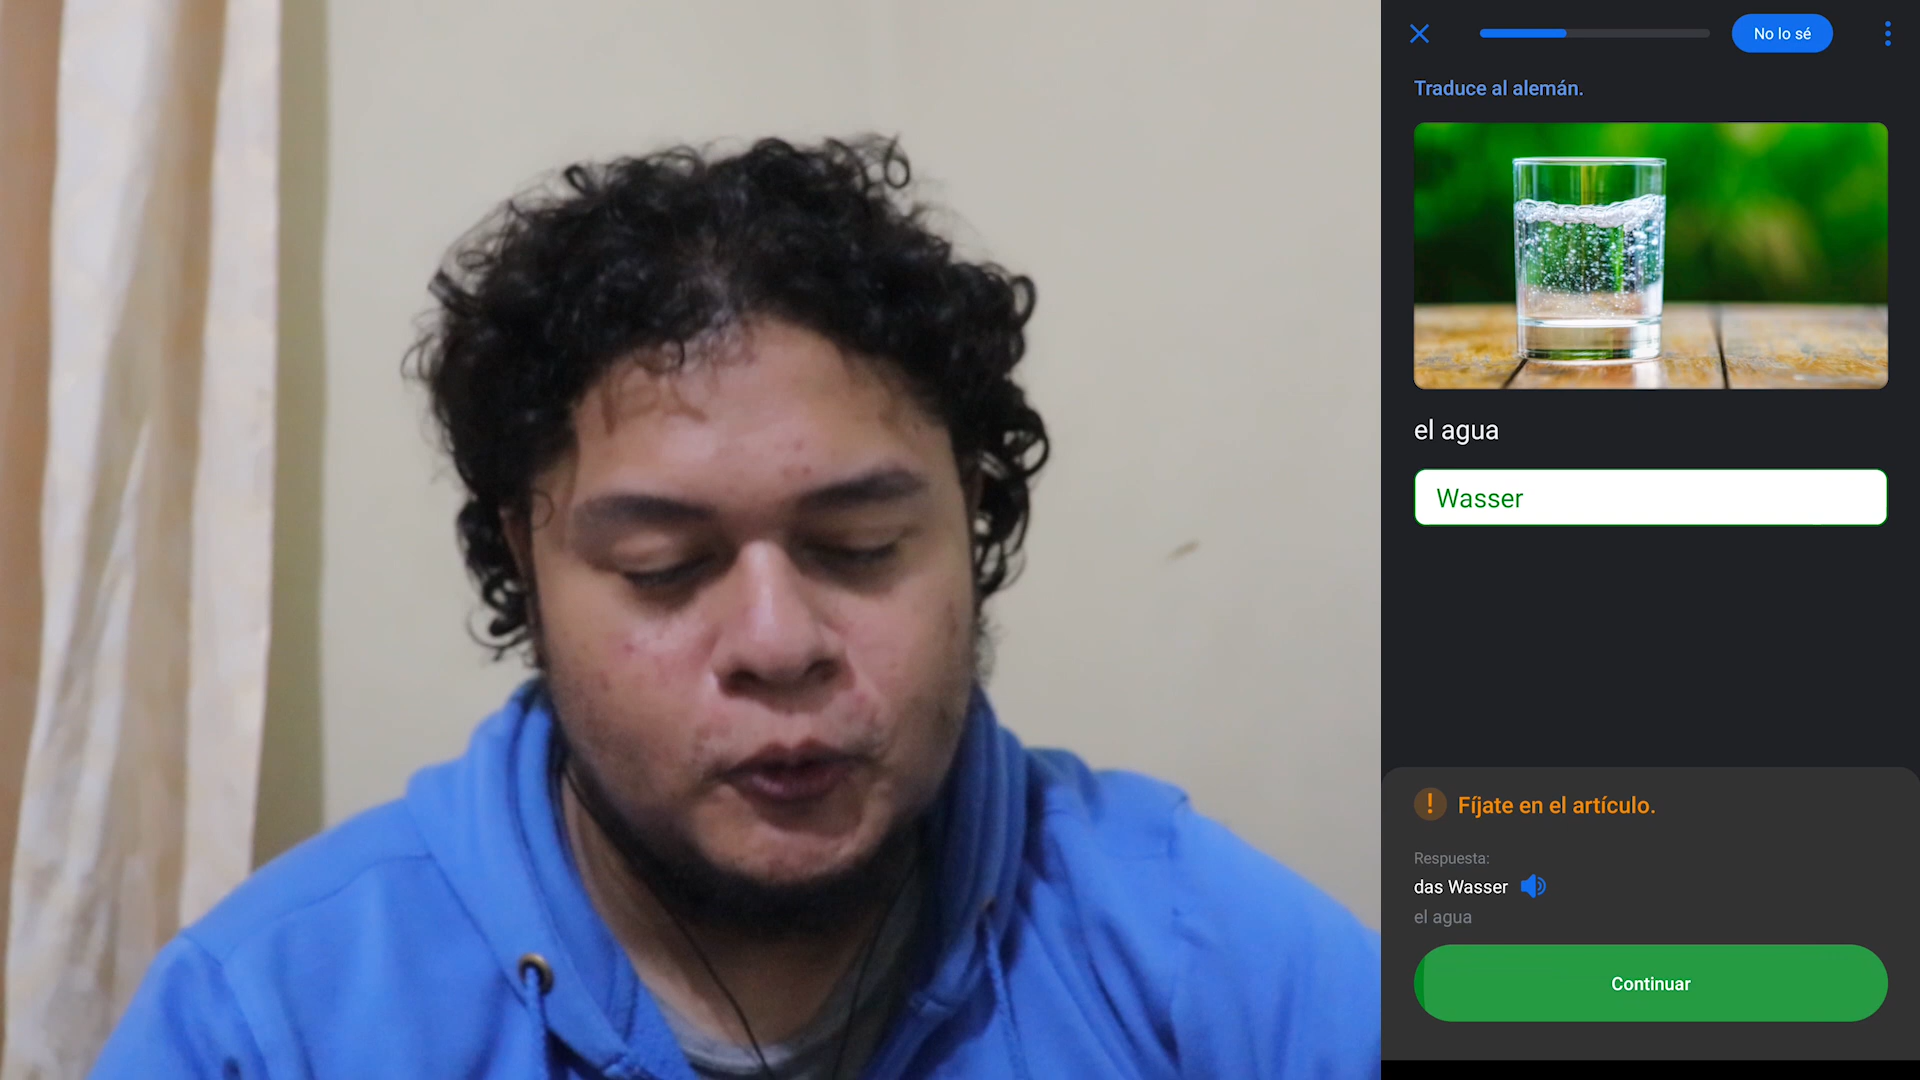 No lo sé
Traduce al alemán.
el agua
Wasser
! Fíjate en el artículo.
Respuesta:
das Wasser
el agua
Continuar